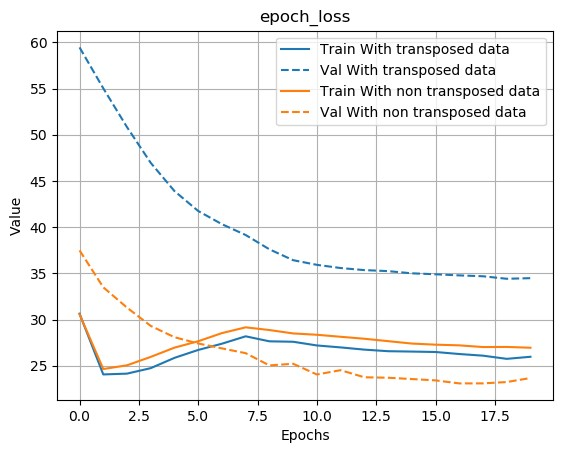 epoch_loss
Train With transposed data
Val With transposed data
Train With non transposed data
Val With non transposed data
Value
60
55
50
45
40
35
30
25
0.0 2.5 5.0 7.5 10.0 12.5 15.0 17.5
Epochs